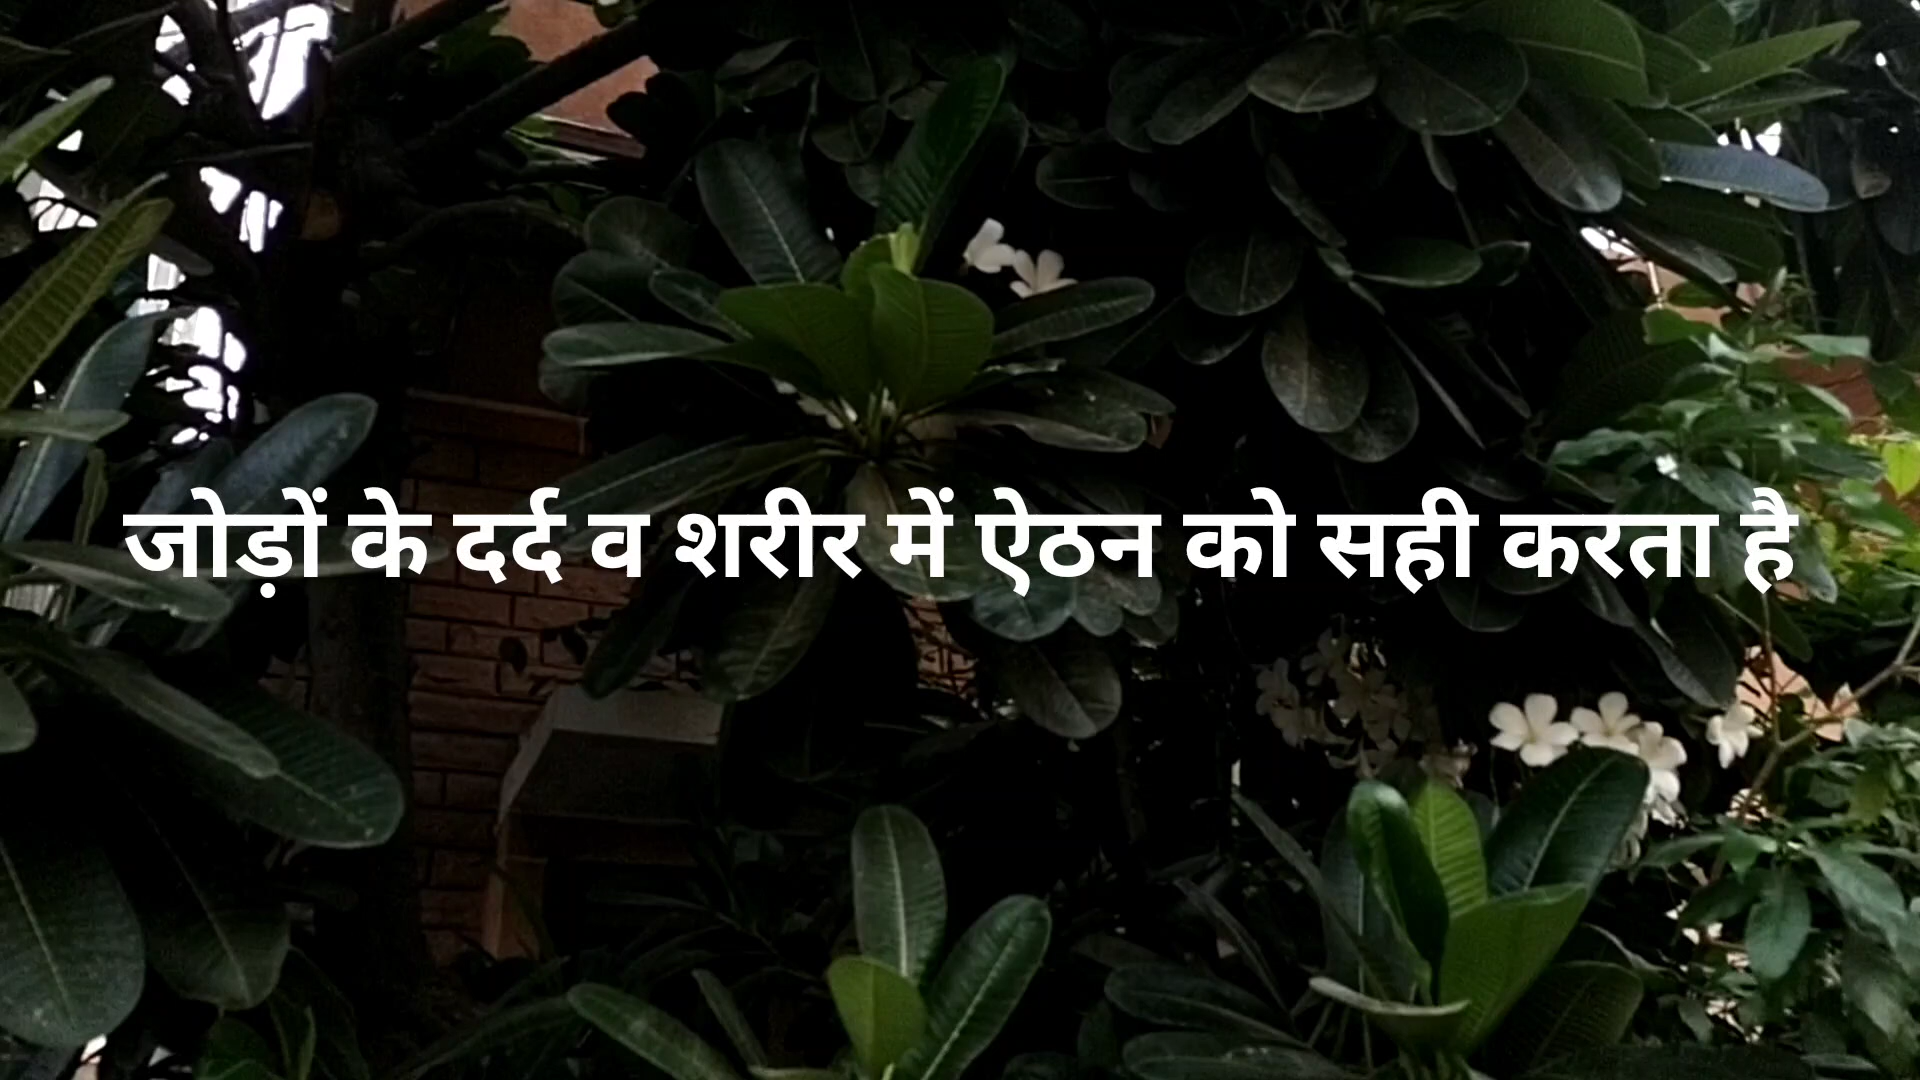 जोड़ों के दर्द व शरीर में ऐठन को सही करता है